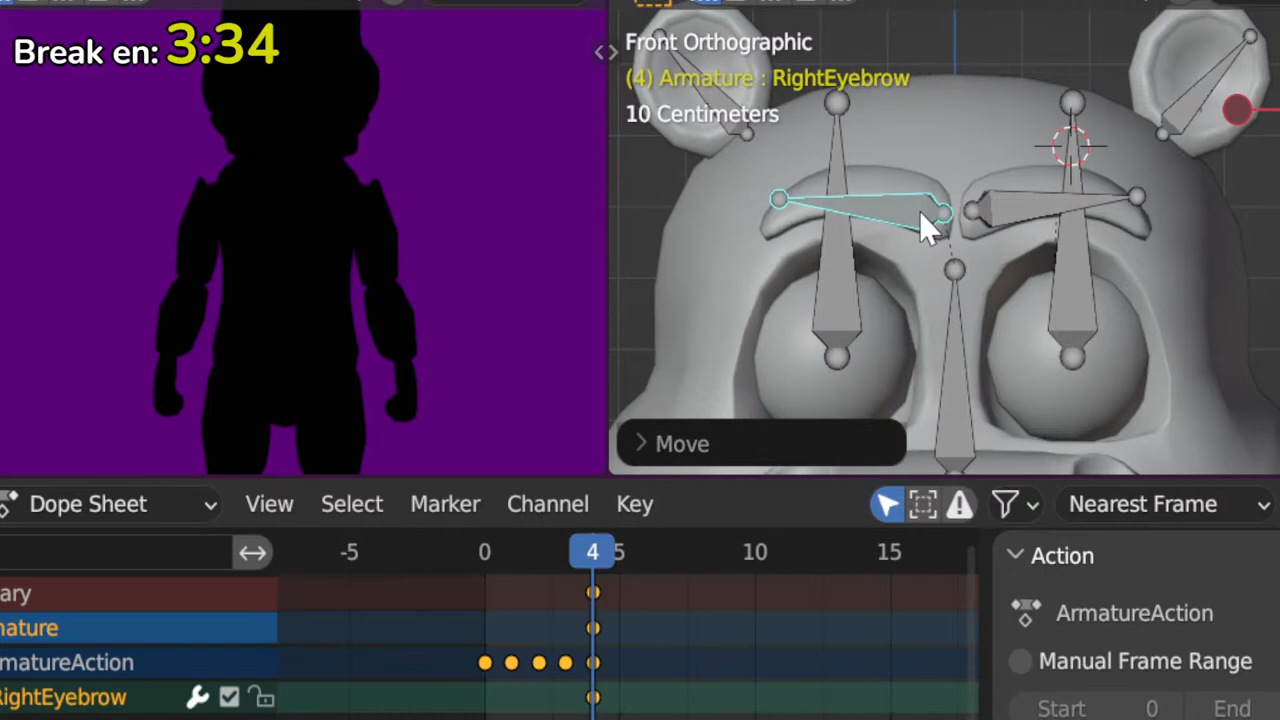 Break en: 3:34
Front Orthographic
(4) Armature : RightEyebrow
10 Centimeters
Move
Dope Sheet View Select Marker Channel Key Nearest Frame
-5 0 4 5 10 15
Action
ary
nature
ArmatureAction
matureAction
RightEyebrow
Manual Frame Range
Start 0 End